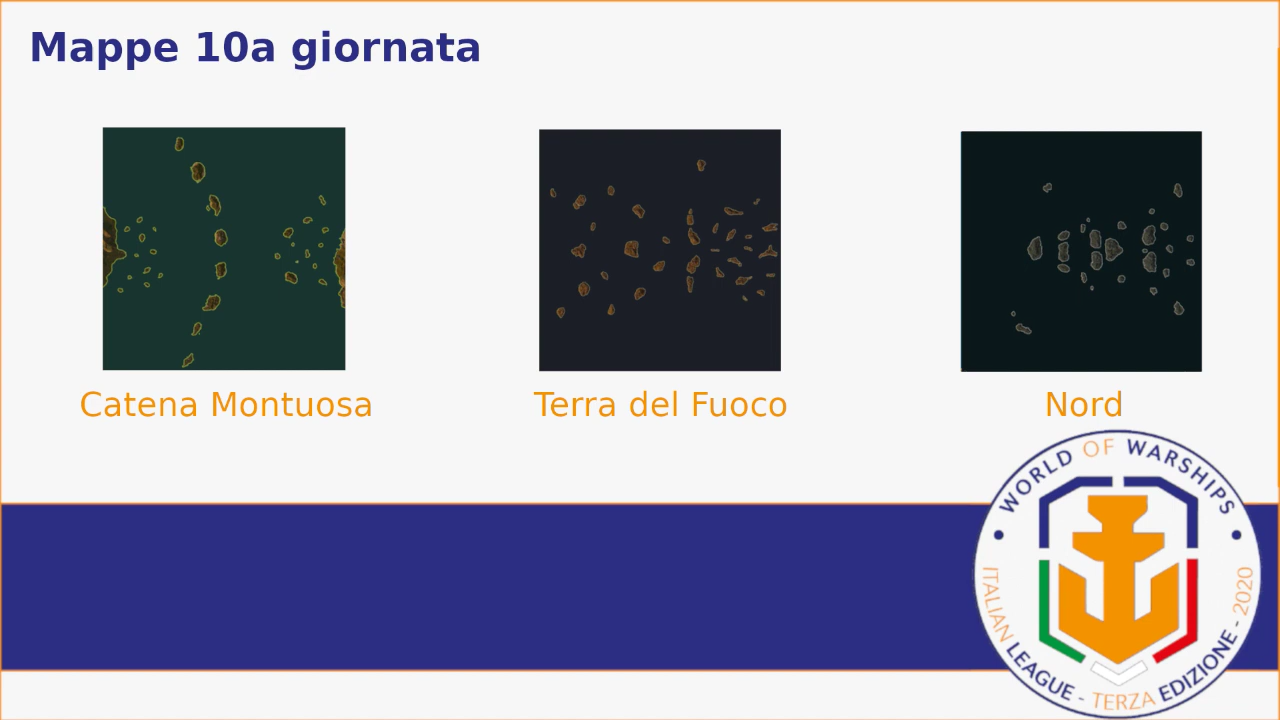 Mappe 10a giornata
Catena Montuosa
Terra del Fuoco
Nord
WORLD OF WARSHIPS
ITALIAN LEAGUE - TERZA EDIZIONE - 2020